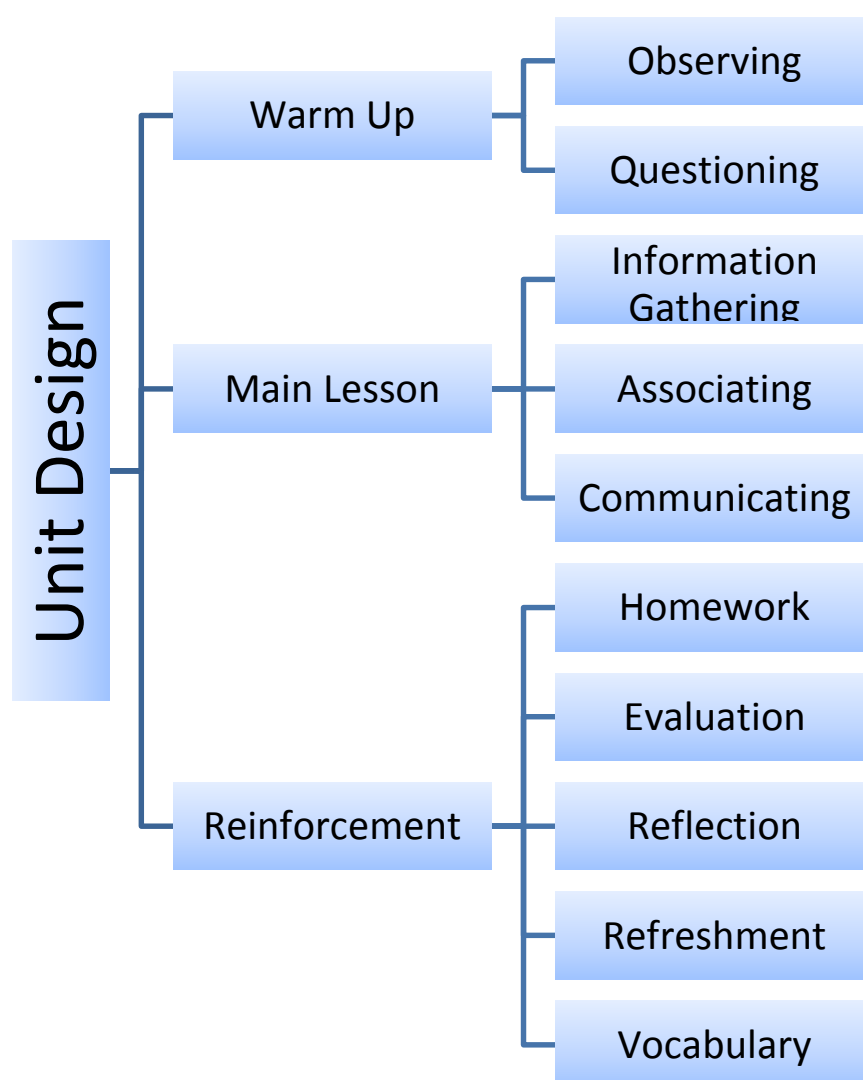 Unit Design
Warm Up
Observing
Questioning
Main Lesson
Information
Gathering
Associating
Communicating
Reinforcement
Homework
Evaluation
Reflection
Refreshment
Vocabulary